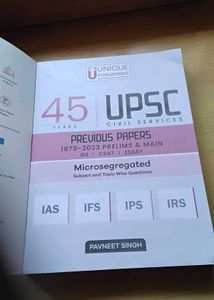 UNIQUE
PUBLISHERS
45 UPSC
YEARS CIVIL SERVICES
PREVIOUS PAPERS
1979-2023 PRELIMS & MAIN
GS | CSAT | ESSAY
Microsegregated
Subject and Topic Wise Questions
IAS IFS IPS IRS
PAVNEET SINGH